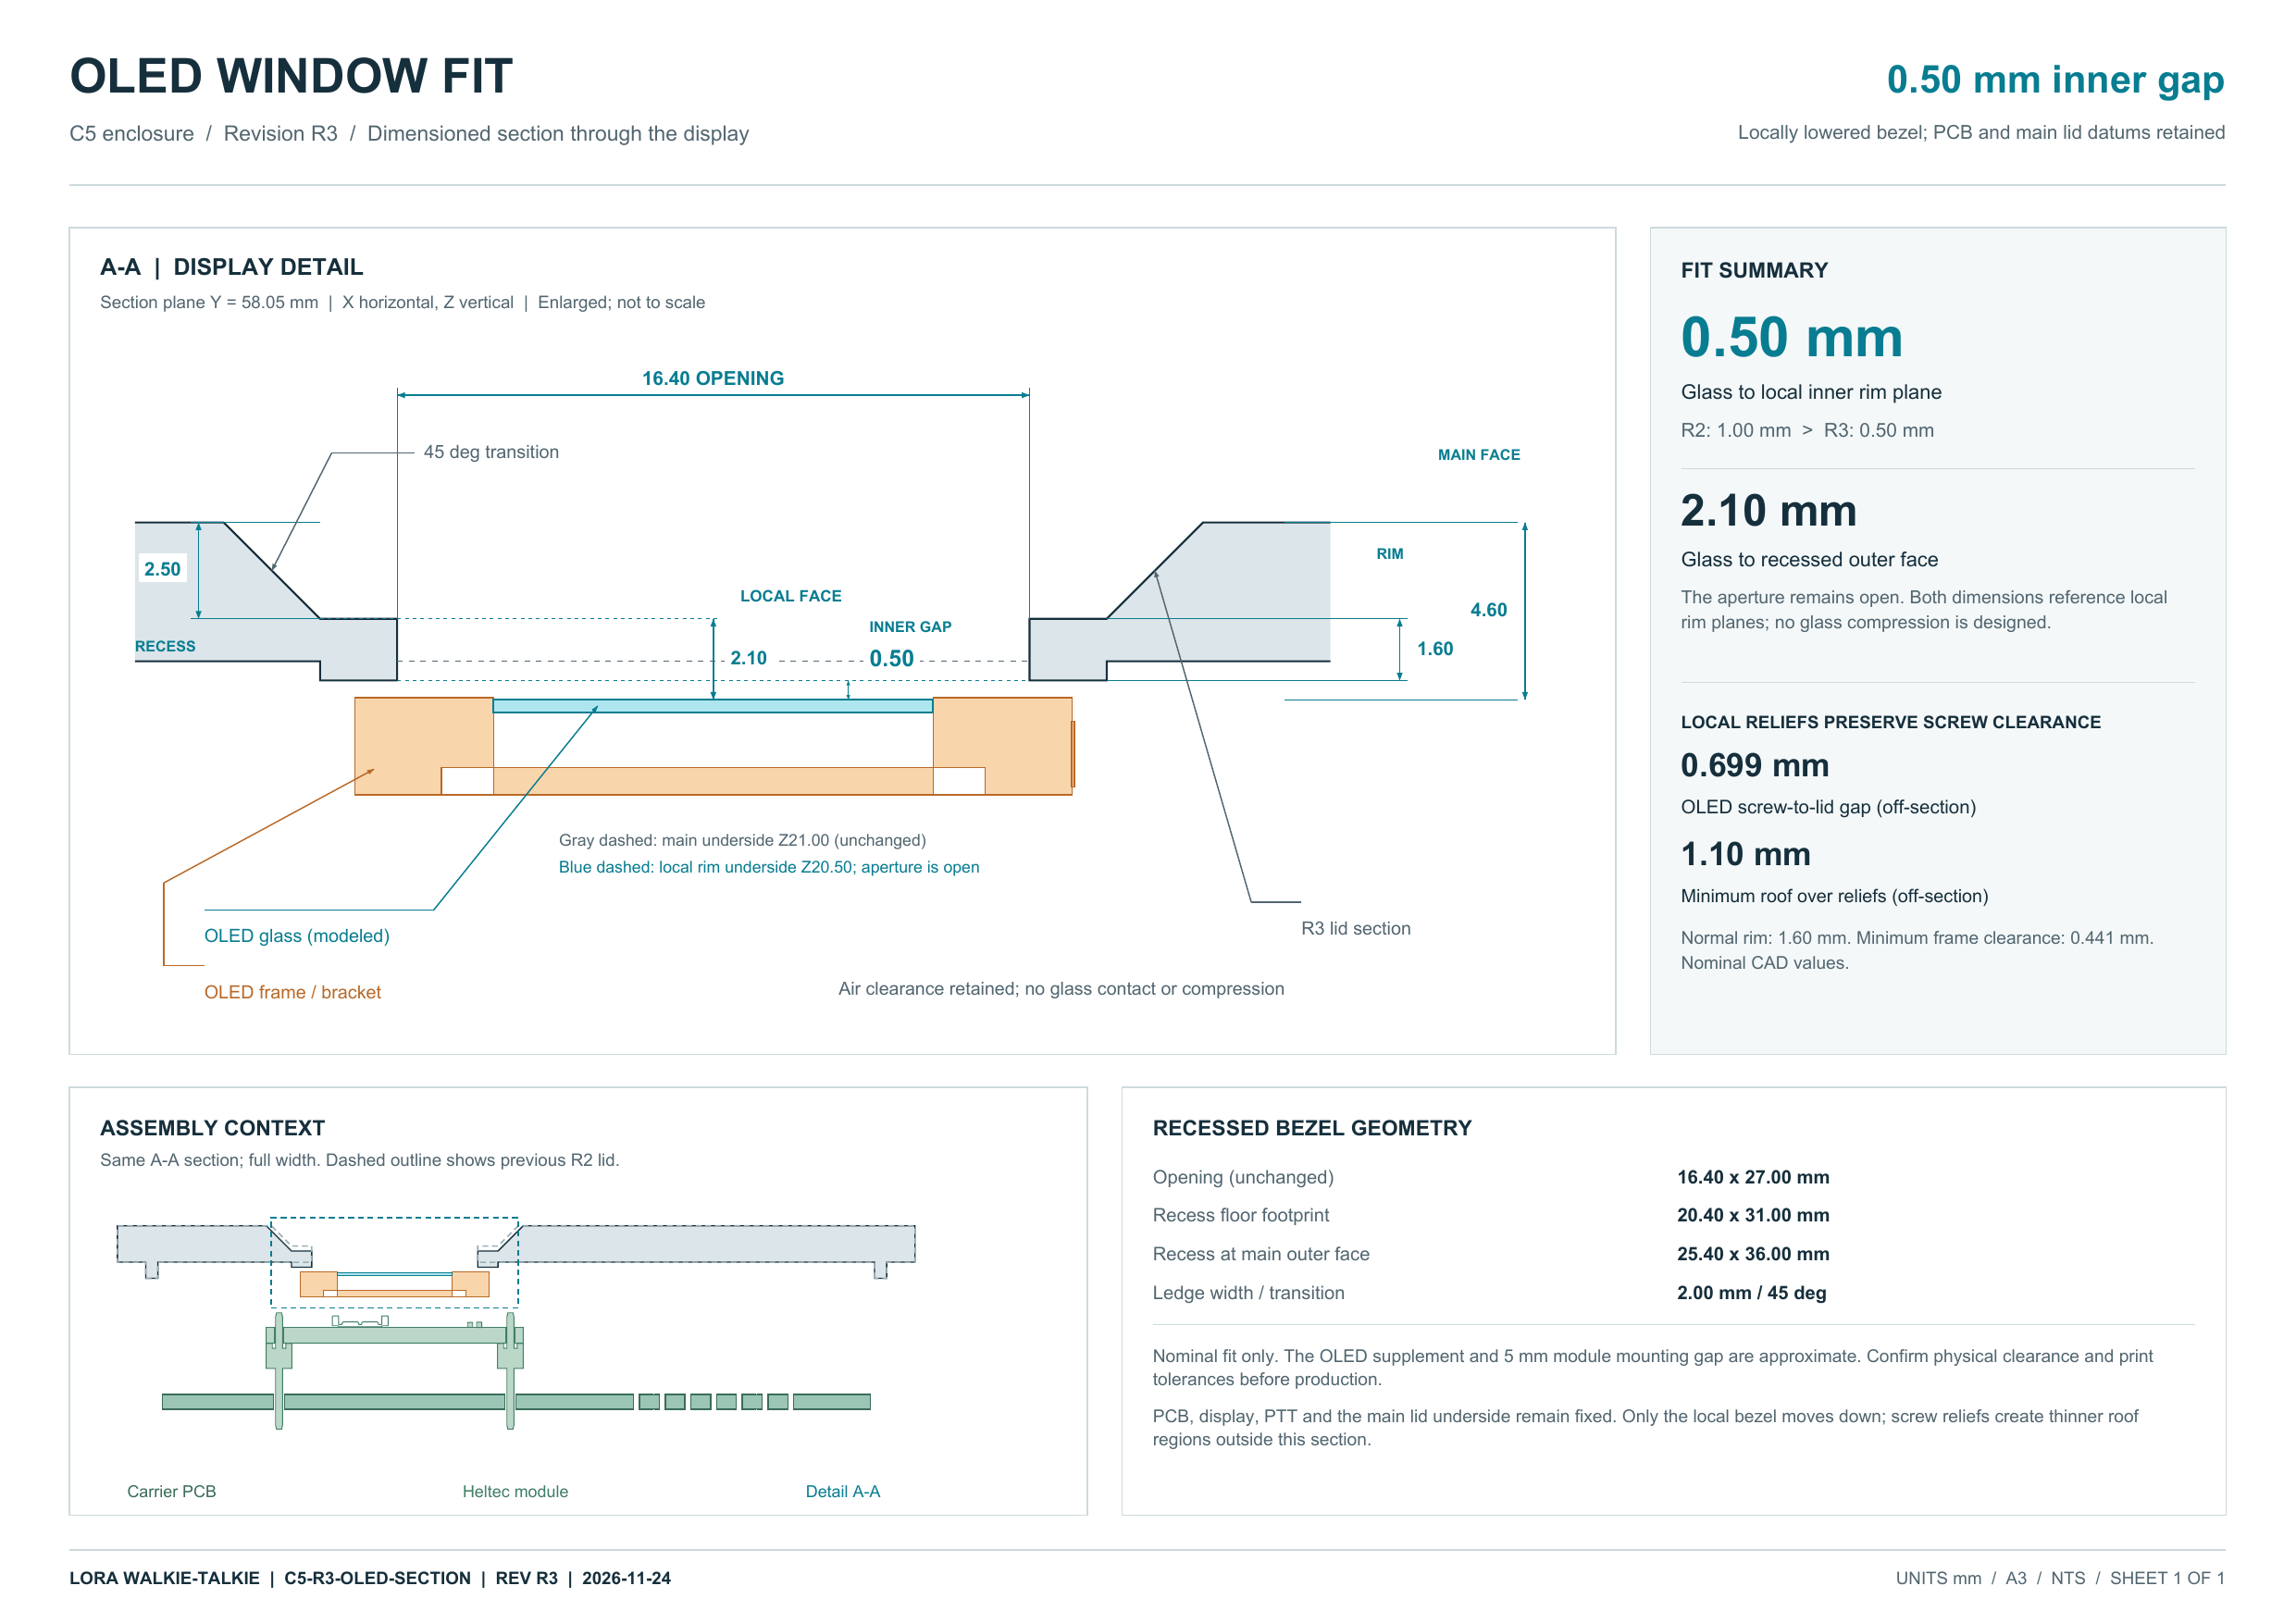 OLED WINDOW FIT
0.50 mm inner gap
C5 enclosure / Revision R3 / Dimensioned section through the display
Locally lowered bezel; PCB and main lid datums retained
A-A | DISPLAY DETAIL
Section plane Y = 58.05 mm | X horizontal, Z vertical | Enlarged; not to scale
16.40 OPENING
45 deg transition
MAIN FACE
2.50
RIM
LOCAL FACE
4.60
INNER GAP
RECESS
2.10
0.50
1.60
Gray dashed: main underside Z21.00 (unchanged)
Blue dashed: local rim underside Z20.50; aperture is open
OLED glass (modeled)
R3 lid section
OLED frame / bracket
Air clearance retained; no glass contact or compression
FIT SUMMARY
0.50 mm
Glass to local inner rim plane
R2: 1.00 mm > R3: 0.50 mm
2.10 mm
Glass to recessed outer face
The aperture remains open. Both dimensions reference local
rim planes; no glass compression is designed.
LOCAL RELIEFS PRESERVE SCREW CLEARANCE
0.699 mm
OLED screw-to-lid gap (off-section)
1.10 mm
Minimum roof over reliefs (off-section)
Normal rim: 1.60 mm. Minimum frame clearance: 0.441 mm.
Nominal CAD values.
ASSEMBLY CONTEXT
Same A-A section; full width. Dashed outline shows previous R2 lid.
Carrier PCB
Heltec module
Detail A-A
RECESSED BEZEL GEOMETRY
Opening (unchanged) 16.40 x 27.00 mm
Recess floor footprint 20.40 x 31.00 mm
Recess at main outer face 25.40 x 36.00 mm
Ledge width / transition 2.00 mm / 45 deg
Nominal fit only. The OLED supplement and 5 mm module mounting gap are approximate. Confirm physical clearance and print
tolerances before production.
PCB, display, PTT and the main lid underside remain fixed. Only the local bezel moves down; screw reliefs create thinner roof
regions outside this section.
LORA WALKIE-TALKIE | C5-R3-OLED-SECTION | REV R3 | 2026-11-24
UNITS mm / A3 / NTS / SHEET 1 OF 1